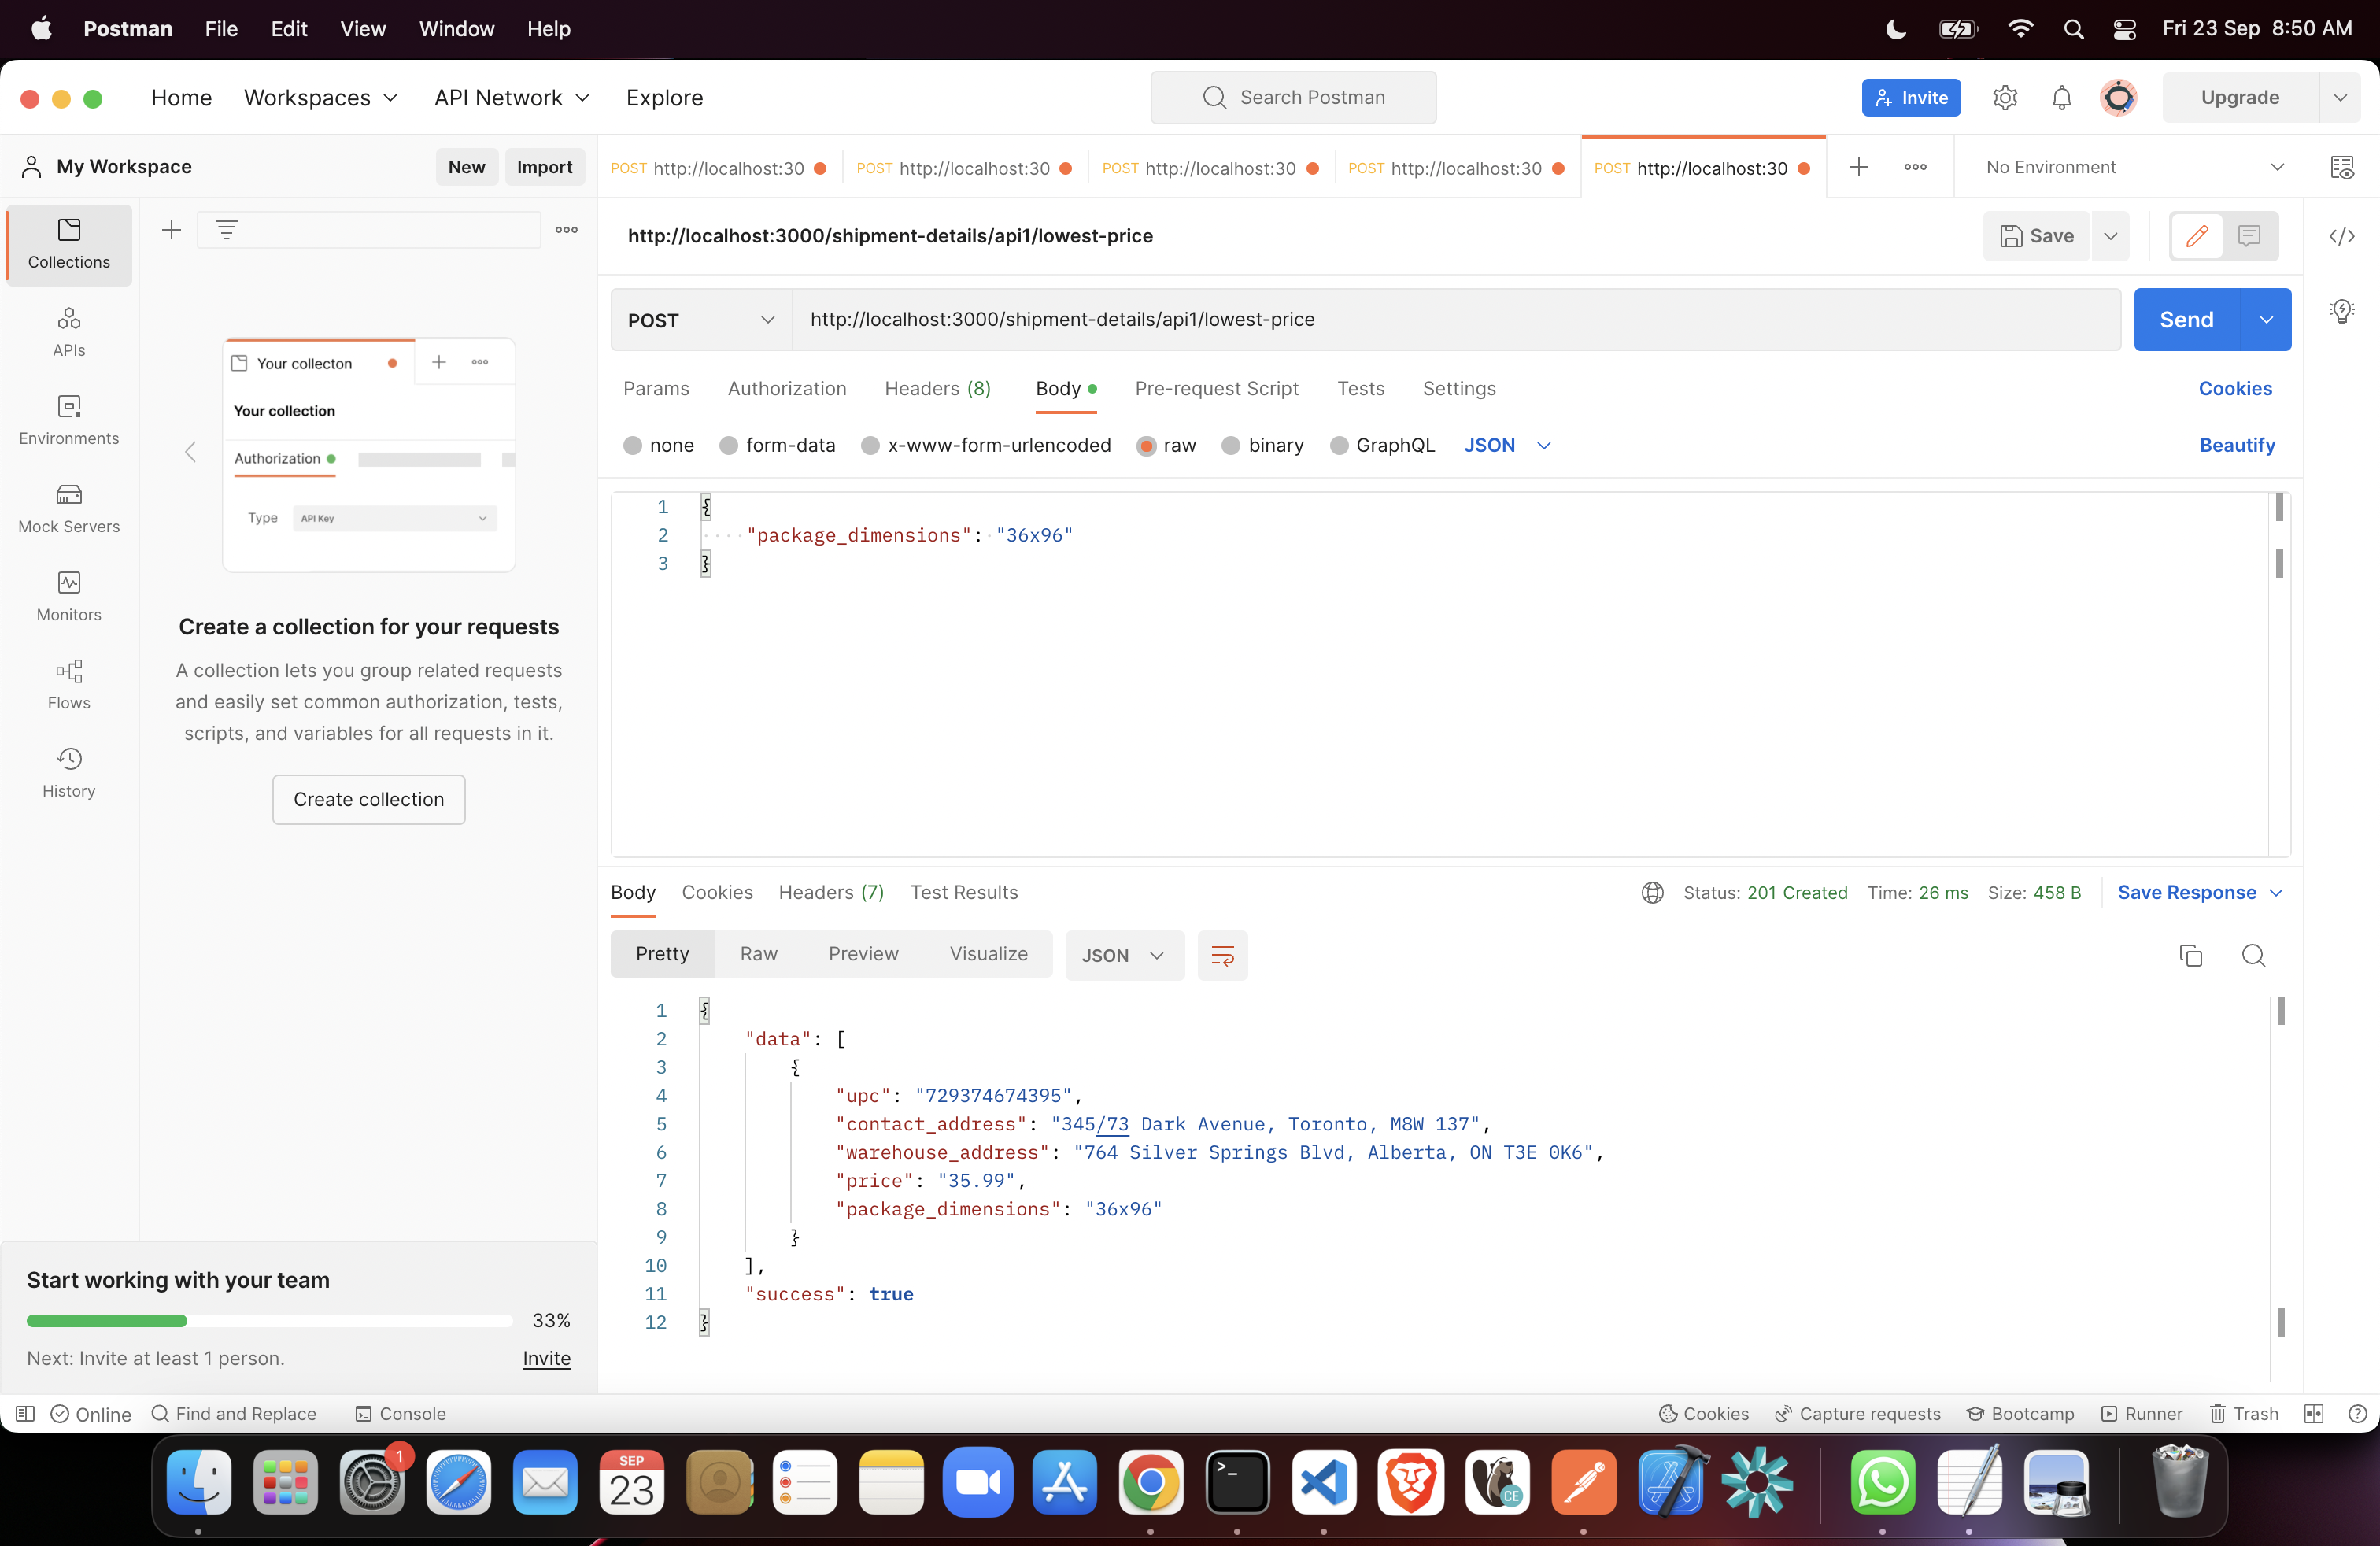 Postman File Edit View Window Help Fri 23 Sep 8:50 AM
Home Workspaces API Network Explore Search Postman Invite Upgrade
My Workspace New Import
POST http://localhost:30 POST http://localhost:30 POST http://localhost:30 POST http://localhost:30 POST http://localhost:30 No Environment
Collections
APIs
Environments
Mock Servers
Monitors
Flows
History
Your collecton
Your collection
Authorization
Type API Key
Create a collection for your requests
A collection lets you group related requests
and easily set common authorization, tests,
scripts, and variables for all requests in it.
Create collection
Start working with your team
33%
Next: Invite at least 1 person. Invite
http://localhost:3000/shipment-details/api1/lowest-price Save
POST http://localhost:3000/shipment-details/api1/lowest-price Send
Params Authorization Headers (8) Body Pre-request Script Tests Settings Cookies
none form-data x-www-form-urlencoded raw binary GraphQL JSON Beautify
1 {
2 "package_dimensions": "36x96"
3 }
Body Cookies Headers (7) Test Results Status: 201 Created Time: 26 ms Size: 458 B Save Response
Pretty Raw Preview Visualize JSON
1 {
2 "data": [
3 {
4 "upc": "729374674395",
5 "contact_address": "345/73 Dark Avenue, Toronto, M8W 137",
6 "warehouse_address": "764 Silver Springs Blvd, Alberta, ON T3E 0K6",
7 "price": "35.99",
8 "package_dimensions": "36x96"
9 }
10 ],
11 "success": true
12 }
Online Find and Replace Console Cookies Capture requests Bootcamp Runner Trash
1
SEP
23
>_
CE